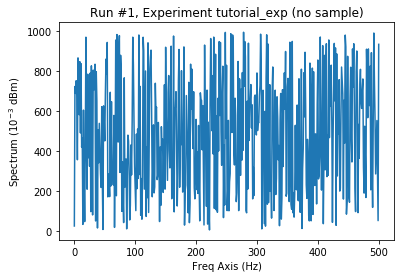 Run #1, Experiment tutorial_exp (no sample)
1000
800
600
400
200
0
Spectrum (10⁻³ dBm)
0 100 200 300 400 500
Freq Axis (Hz)